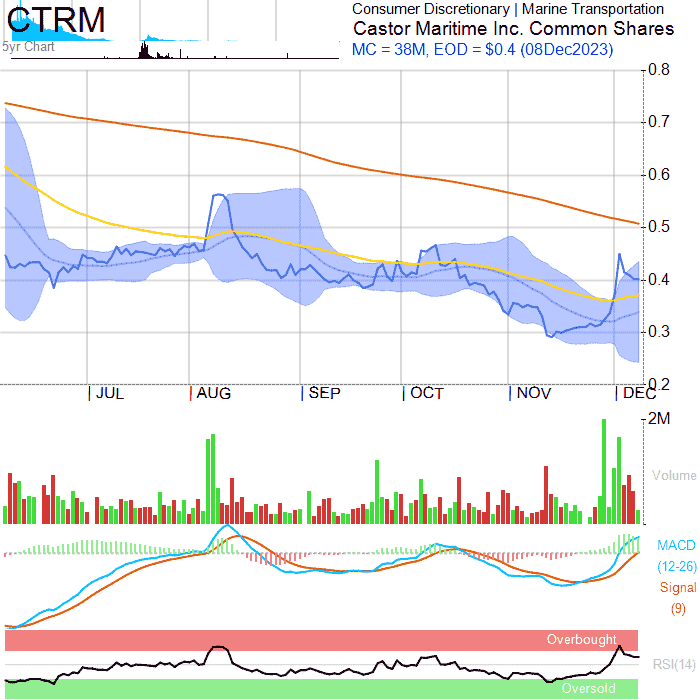 CTRM
5yr Chart
Consumer Discretionary | Marine Transportation
Castor Maritime Inc. Common Shares
MC = 38M, EOD = $0.4 (08Dec2023)
0.8
0.7
0.6
0.5
0.4
0.3
0.2
JUL AUG SEP OCT NOV DEC
2M
Volume
MACD
(12-26)
Signal
(9)
Overbought
RSI(14)
Oversold